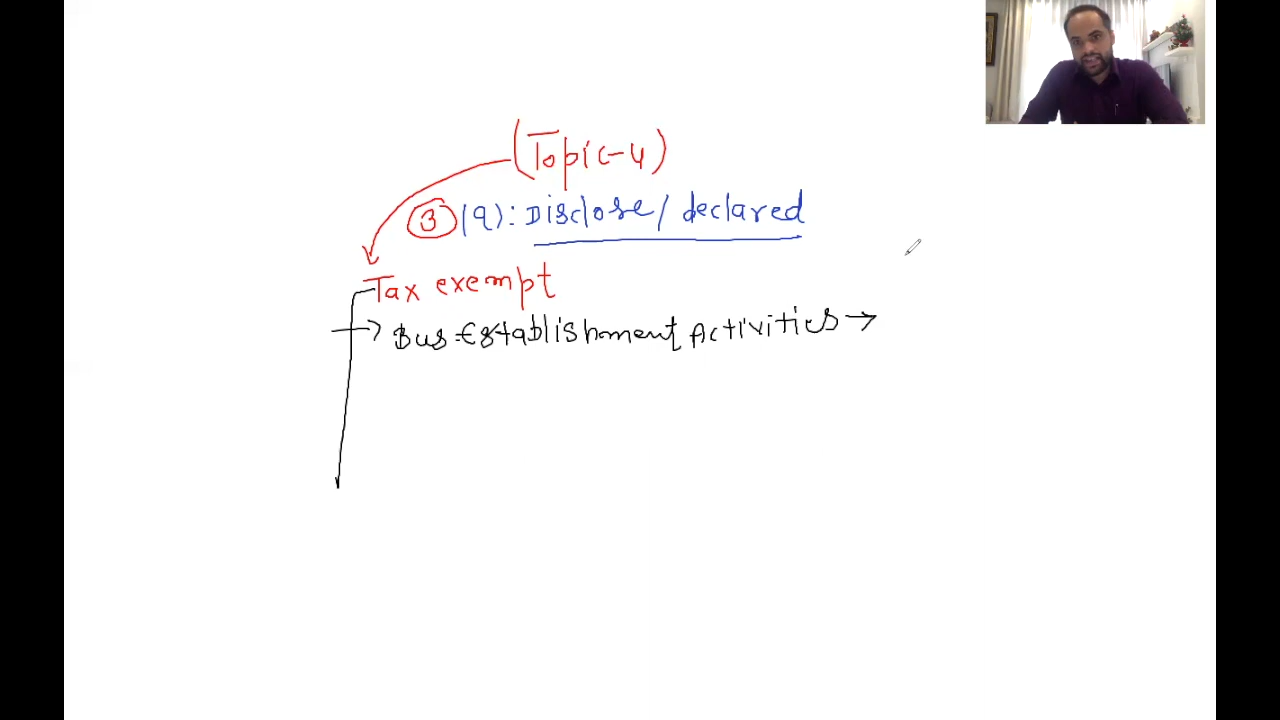 (Topic-4)
3 (9): Disclose/declared
Tax exempt
→ Bus-Establishment Activities →